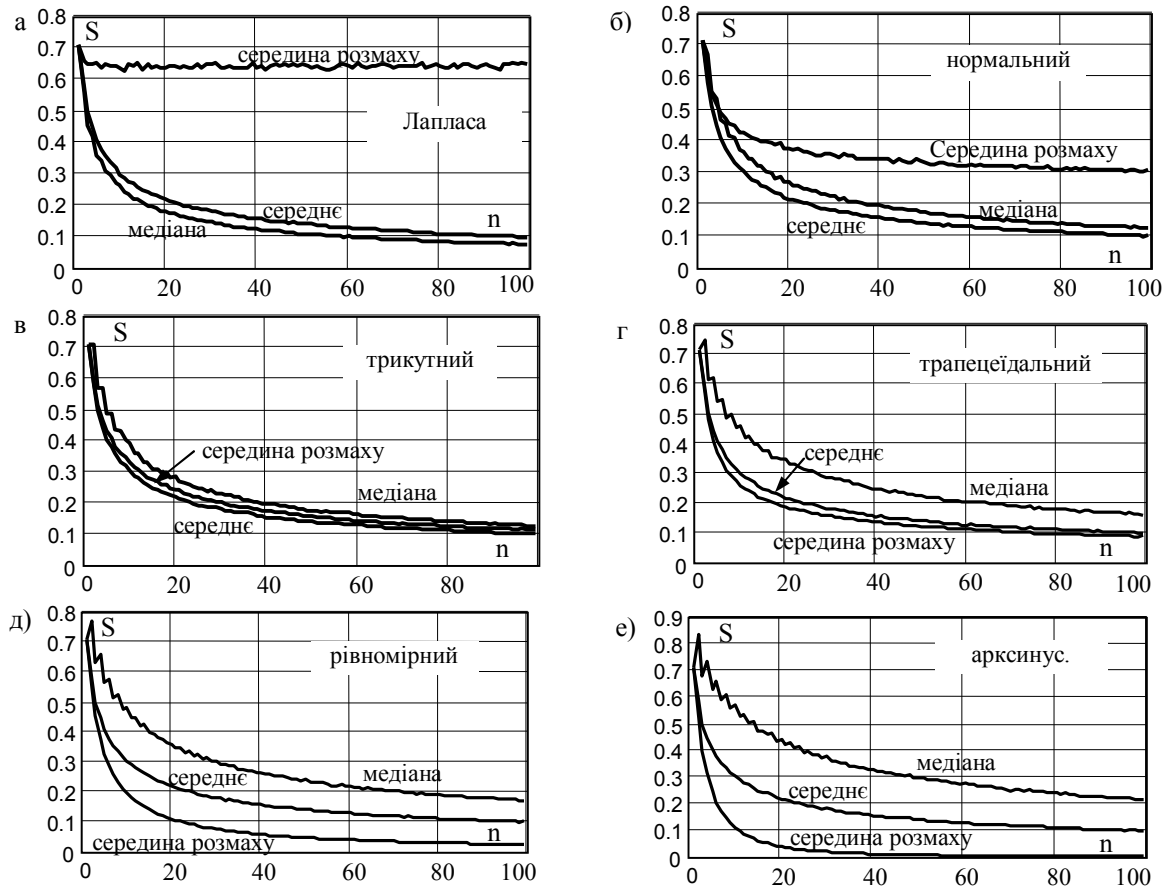 а
0.8
0.7
0.6
0.5
0.4
0.3
0.2
0.1
0
S
середина розмаху
Лапласа
середнє
медіана
n
0 20 40 60 80 100
б)
0.8
0.7
0.6
0.5
0.4
0.3
0.2
0.1
0
S
нормальний
Середина розмаху
медіана
середнє
n
0 20 40 60 80 100
в
0.8
0.7
0.6
0.5
0.4
0.3
0.2
0.1
0
S
трикутний
середина розмаху
медіана
середнє
n
0 20 40 60 80
г
0.8
0.7
0.6
0.5
0.4
0.3
0.2
0.1
0
S
трапецеїдальний
середнє
медіана
середина розмаху
n
0 20 40 60 80 100
д)
0.8
0.7
0.6
0.5
0.4
0.3
0.2
0.1
0
S
рівномірний
медіана
середнє
n
середина розмаху
0 20 40 60 80 100
е)
0.9
0.8
0.7
0.6
0.5
0.4
0.3
0.2
0.1
0
S
арксинус.
медіана
середнє
n
середина розмаху
0 20 40 60 80 100